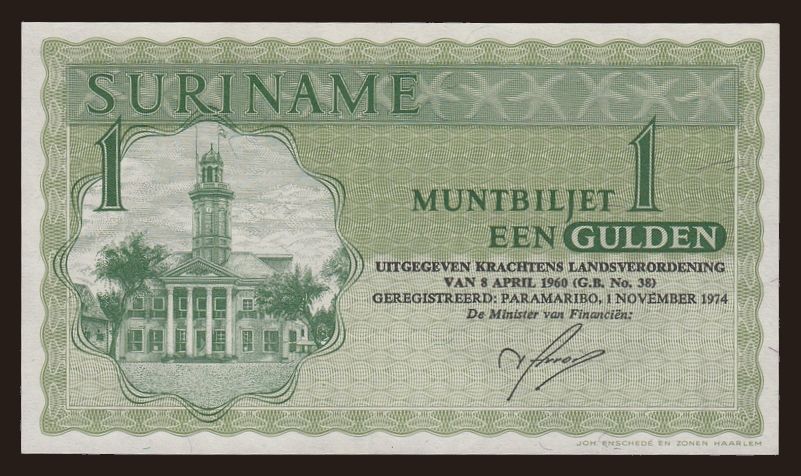 SURINAME
1
MUNTBILJET 1
EEN GULDEN
UITGEGEVEN KRACHTENS LANDSVERORDENING
VAN 8 APRIL 1960 (G.B. No. 38)
GEREGISTREERD: PARAMARIBO, 1 NOVEMBER 1974
De Minister van Financiën:
JOH. ENSCHEDÉ EN ZONEN HAARLEM